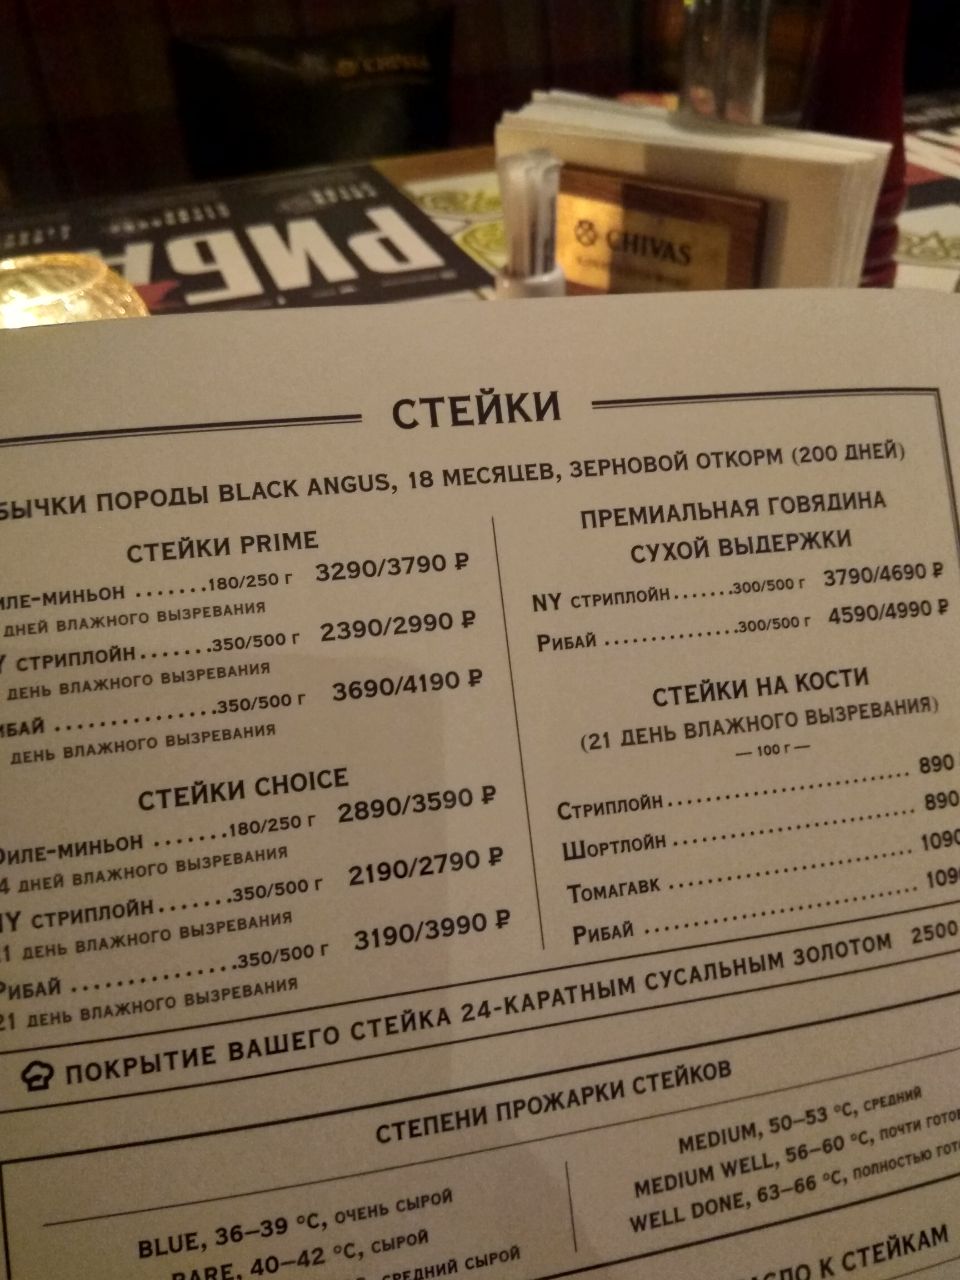 CHIVAS
CHIVAS
РИБА
СТЕЙКИ
БЫЧКИ ПОРОДЫ BLACK ANGUS, 18 МЕСЯЦЕВ, ЗЕРНОВОЙ ОТКОРМ (200 ДНЕЙ)
СТЕЙКИ PRIME
ИЛЕ-МИНЬОН .......180/250 г 3290/3790 ₽
ДНЕЙ ВЛАЖНОГО ВЫЗРЕВАНИЯ
Y СТРИПЛОЙН.......350/500 г 2390/2990 ₽
ДЕНЬ ВЛАЖНОГО ВЫЗРЕВАНИЯ
ИБАЙ ...............350/500 г 3690/4190 ₽
ДЕНЬ ВЛАЖНОГО ВЫЗРЕВАНИЯ
СТЕЙКИ CHOICE
ФИЛЕ-МИНЬОН .......180/250 г 2890/3590 ₽
4 ДНЕЙ ВЛАЖНОГО ВЫЗРЕВАНИЯ
NY СТРИПЛОЙН.......350/500 г 2190/2790 ₽
21 ДЕНЬ ВЛАЖНОГО ВЫЗРЕВАНИЯ
РИБАЙ ...............350/500 г 3190/3990 ₽
21 ДЕНЬ ВЛАЖНОГО ВЫЗРЕВАНИЯ
ПРЕМИАЛЬНАЯ ГОВЯДИНА
СУХОЙ ВЫДЕРЖКИ
NY СТРИПЛОЙН.......300/500 г 3790/4690 ₽
РИБАЙ ...............300/500 г 4590/4990 ₽
СТЕЙКИ НА КОСТИ
(21 ДЕНЬ ВЛАЖНОГО ВЫЗРЕВАНИЯ)
— 100 г —
СТРИПЛОЙН............................ 890
ШОРТЛОЙН ............................ 890
ТОМАГАВК ............................ 1090
РИБАЙ ............................... 1090
ПОКРЫТИЕ ВАШЕГО СТЕЙКА 24-КАРАТНЫМ СУСАЛЬНЫМ ЗОЛОТОМ 2500
СТЕПЕНИ ПРОЖАРКИ СТЕЙКОВ
BLUE, 36–39 °C, ОЧЕНЬ СЫРОЙ
RARE, 40–42 °C, СЫРОЙ
СРЕДНИЙ СЫРОЙ
MEDIUM, 50–53 °C, СРЕДНИЙ
MEDIUM WELL, 56–60 °C, ПОЧТИ ГОТОВ
WELL DONE, 63–66 °C, ПОЛНОСТЬЮ ГОТ
МАСЛО К СТЕЙКАМ